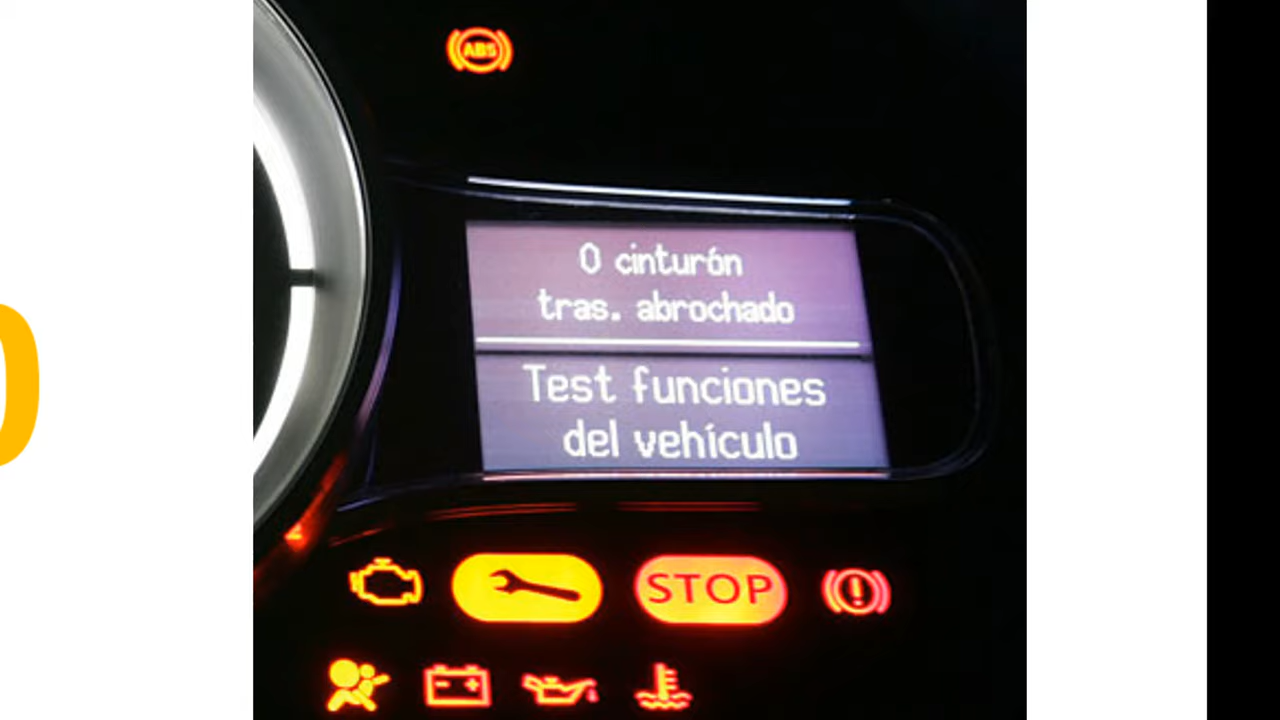 ABS
0 cinturón
tras. abrochado
Test funciones
del vehículo
STOP